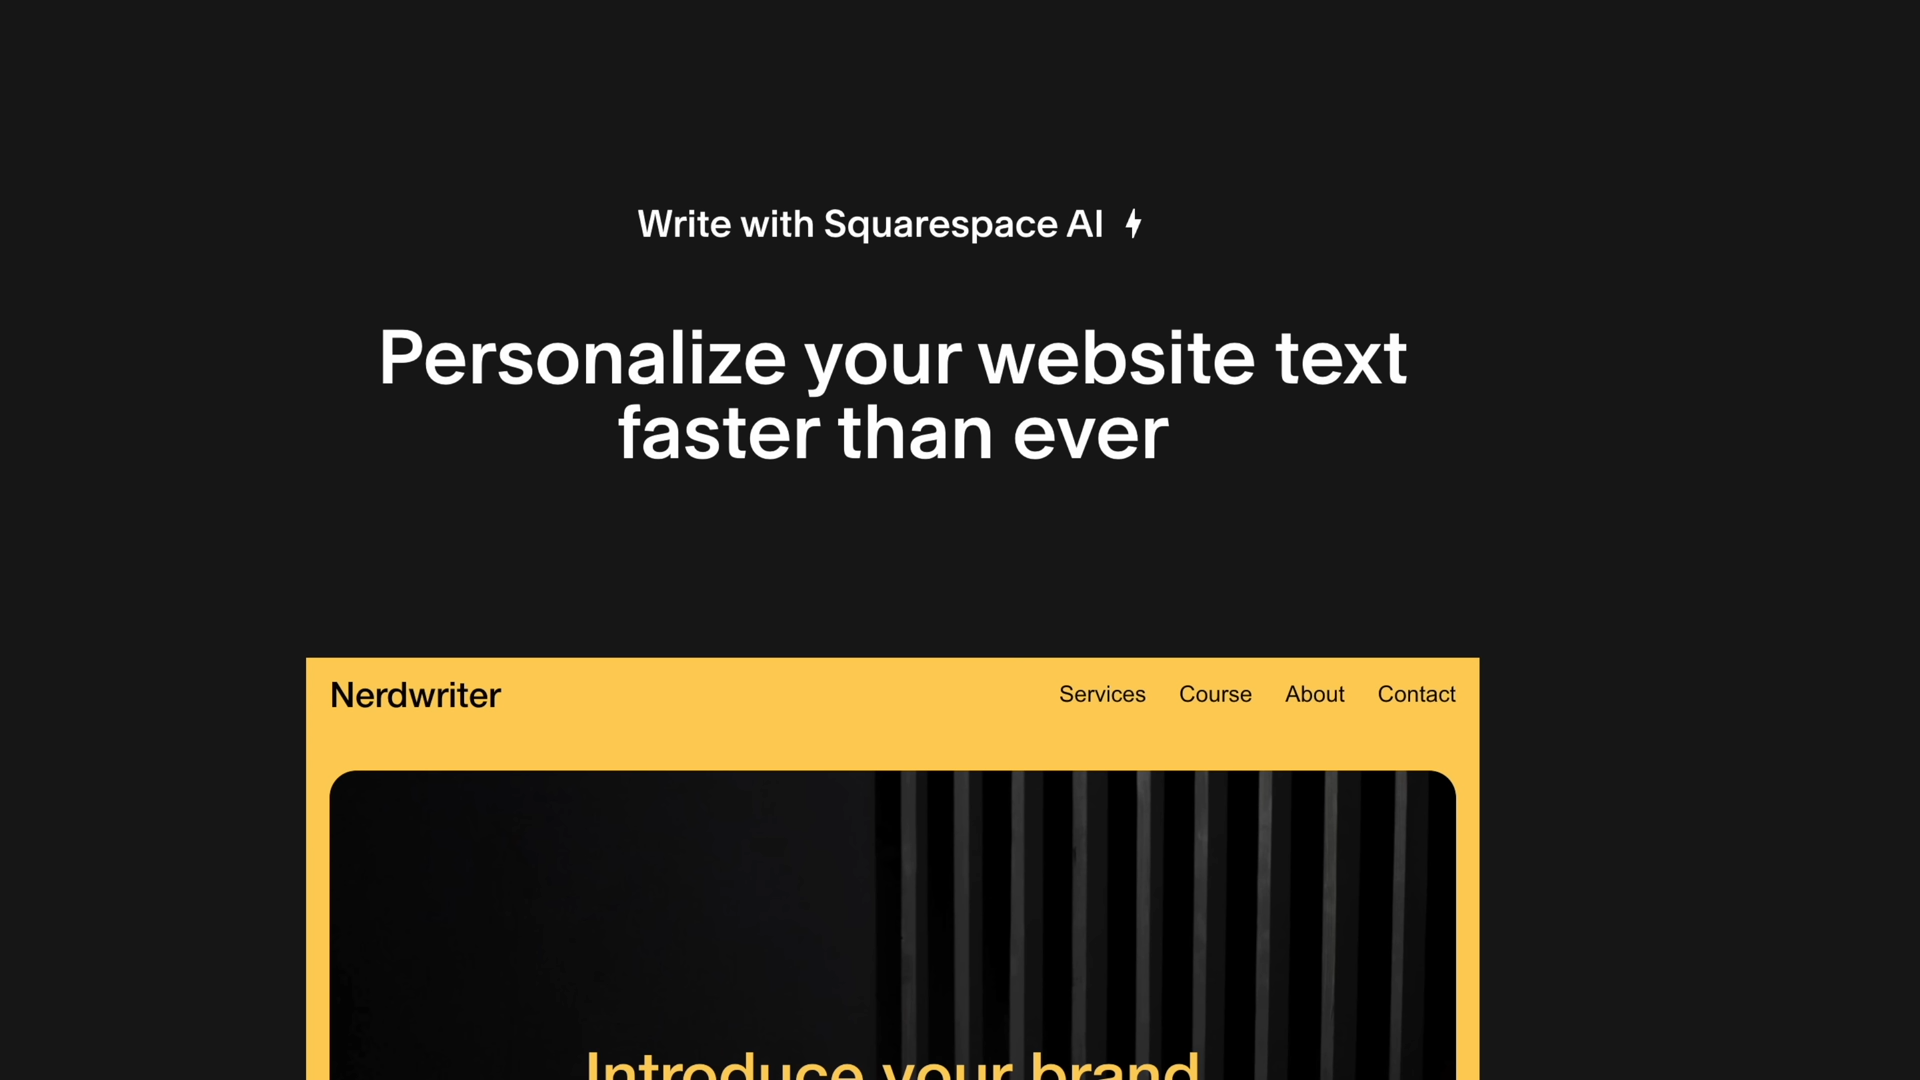 Write with Squarespace AI
Personalize your website text
faster than ever
Nerdwriter
Services Course About Contact
Introduce your brand